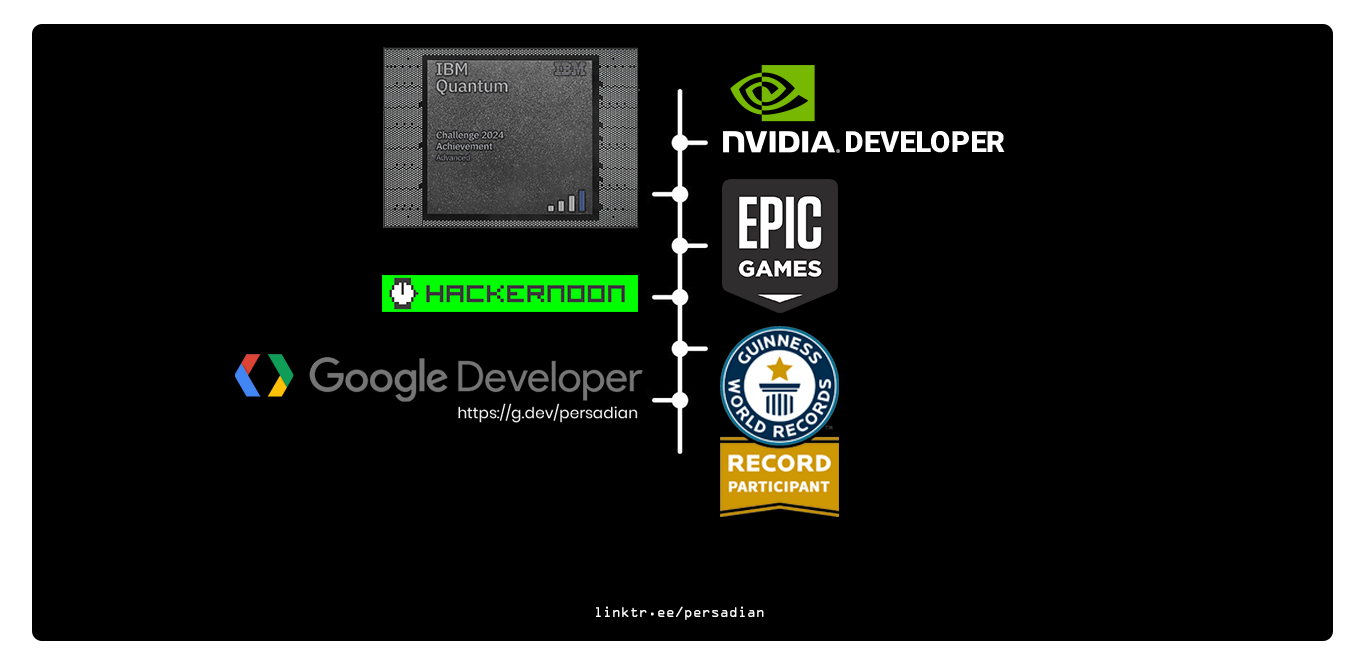 IBM
Quantum
IBM
Challenge 2024
Achievement
Advanced
NVIDIA. DEVELOPER
EPIC
GAMES
HACKERNOON
Google Developer
https://g.dev/persadian
GUINNESS
WORLD RECORDS
TM
RECORD
PARTICIPANT
linktr.ee/persadian